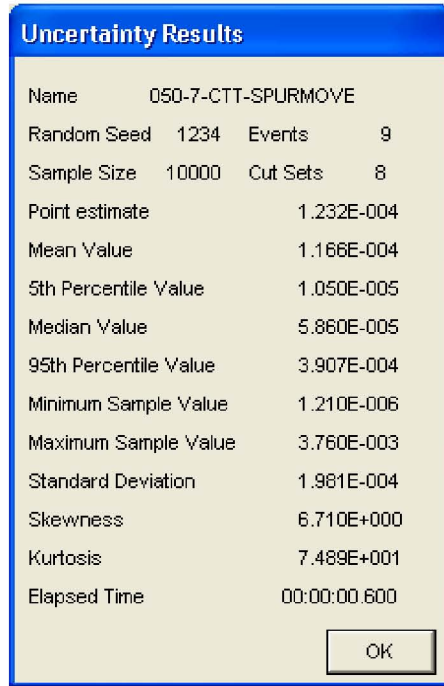 Uncertainty Results
Name 050-7-CTT-SPURMOVE
Random Seed 1234 Events 9
Sample Size 10000 Cut Sets 8
Point estimate 1.232E-004
Mean Value 1.166E-004
5th Percentile Value 1.050E-005
Median Value 5.860E-005
95th Percentile Value 3.907E-004
Minimum Sample Value 1.210E-006
Maximum Sample Value 3.760E-003
Standard Deviation 1.981E-004
Skewness 6.710E+000
Kurtosis 7.489E+001
Elapsed Time 00:00:00.600
OK